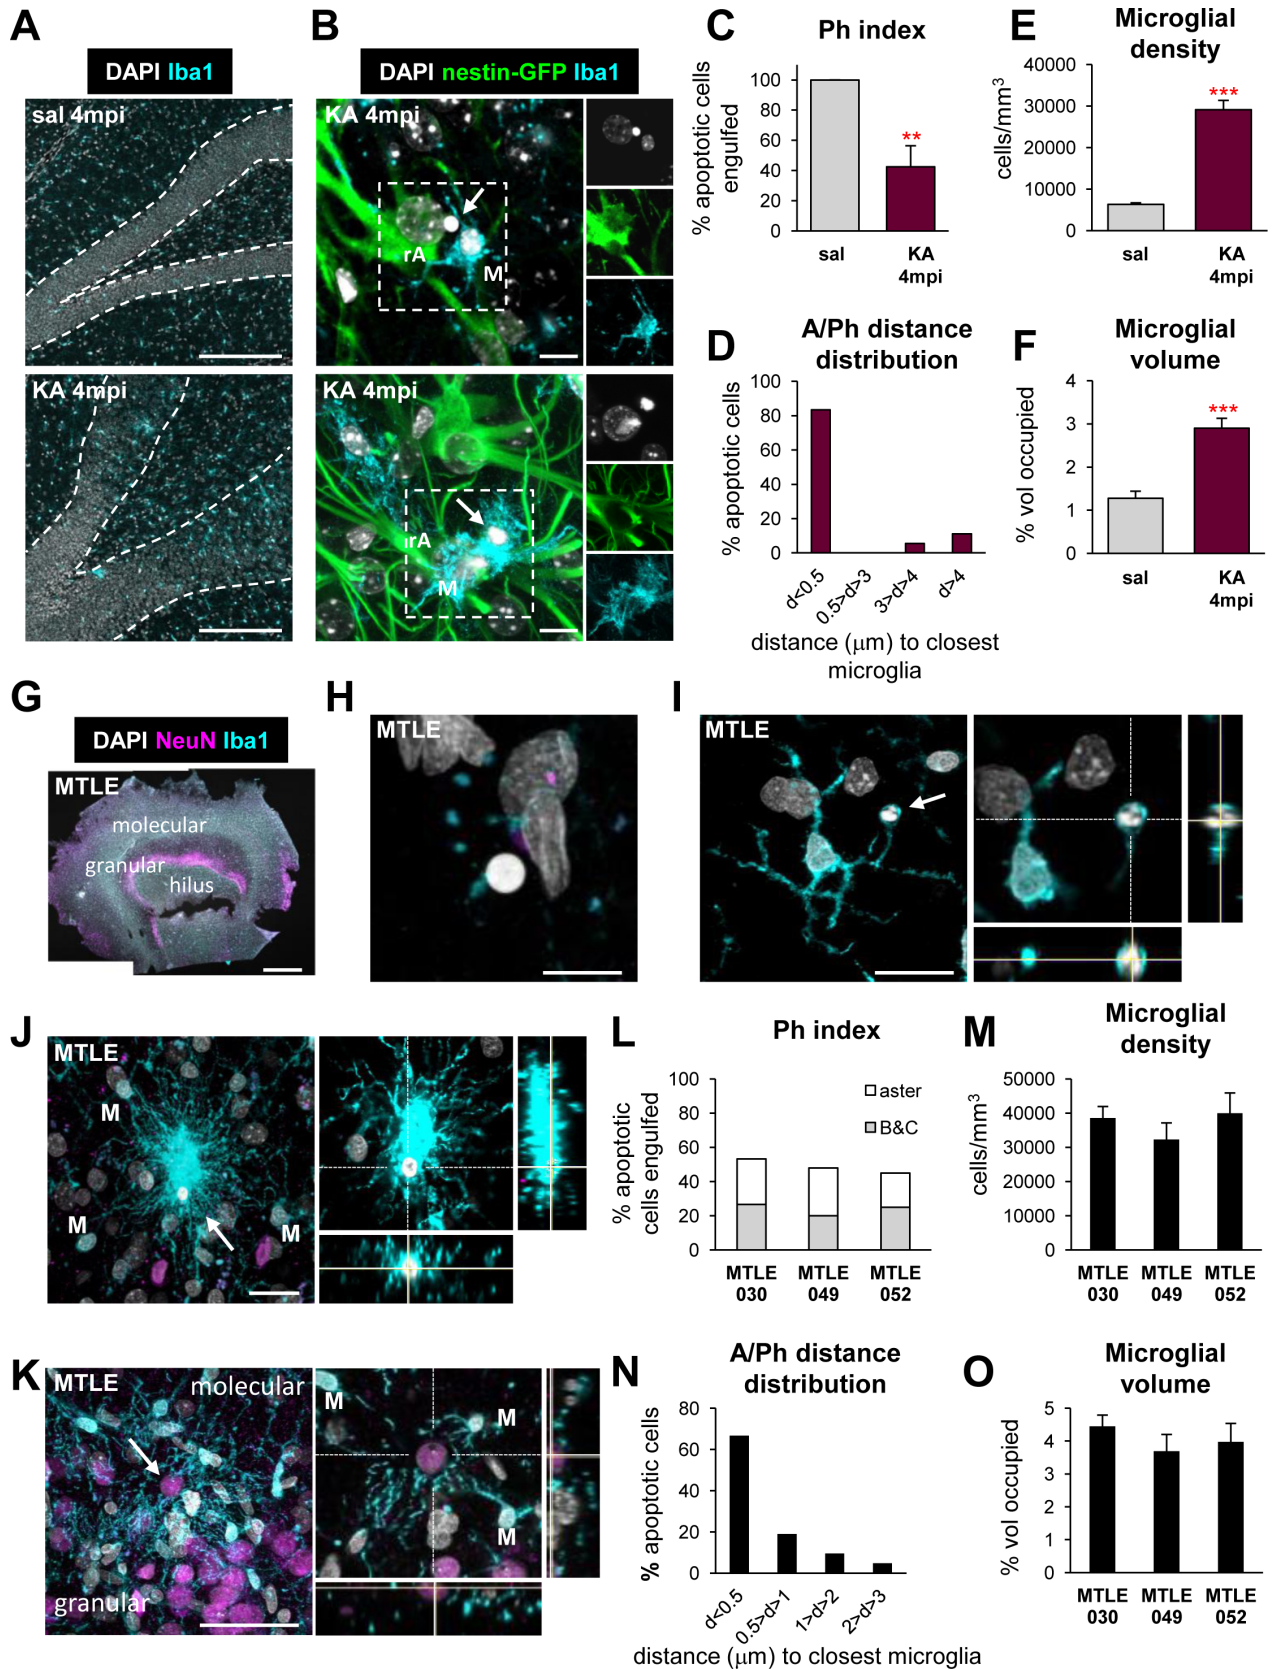 A
DAPI Iba1
sal 4mpi
KA 4mpi
B
DAPI nestin-GFP Iba1
KA 4mpi
rA
M
KA 4mpi
rA
M
C
Ph index
% apoptotic cells
engulfed
100
80
60
40
20
0
**
sal
KA
4mpi
D
A/Ph distance
distribution
% apoptotic cells
100
80
60
40
20
0
d<0.5
0.5>d>3
3>d>4
d>4
distance (μm) to closest
microglia
E
Microglial
density
cells/mm³
40000
30000
20000
10000
0
***
sal
KA
4mpi
F
Microglial
volume
% vol occupied
4
3
2
1
0
***
sal
KA
4mpi
G
DAPI NeuN Iba1
MTLE
molecular
granular
hilus
H
MTLE
I
MTLE
J
MTLE
M
M
M
K
MTLE
molecular
granular
M
M
M
L
Ph index
% apoptotic
cells engulfed
100
80
60
40
20
0
aster
B&C
MTLE
030
MTLE
049
MTLE
052
M
Microglial
density
cells/mm³
50000
40000
30000
20000
10000
0
MTLE
030
MTLE
049
MTLE
052
N
A/Ph distance
distribution
% apoptotic cells
80
60
40
20
0
d<0.5
0.5>d>1
1>d>2
2>d>3
distance (μm) to closest microglia
O
Microglial
volume
% vol occupied
5
4
3
2
1
0
MTLE
030
MTLE
049
MTLE
052